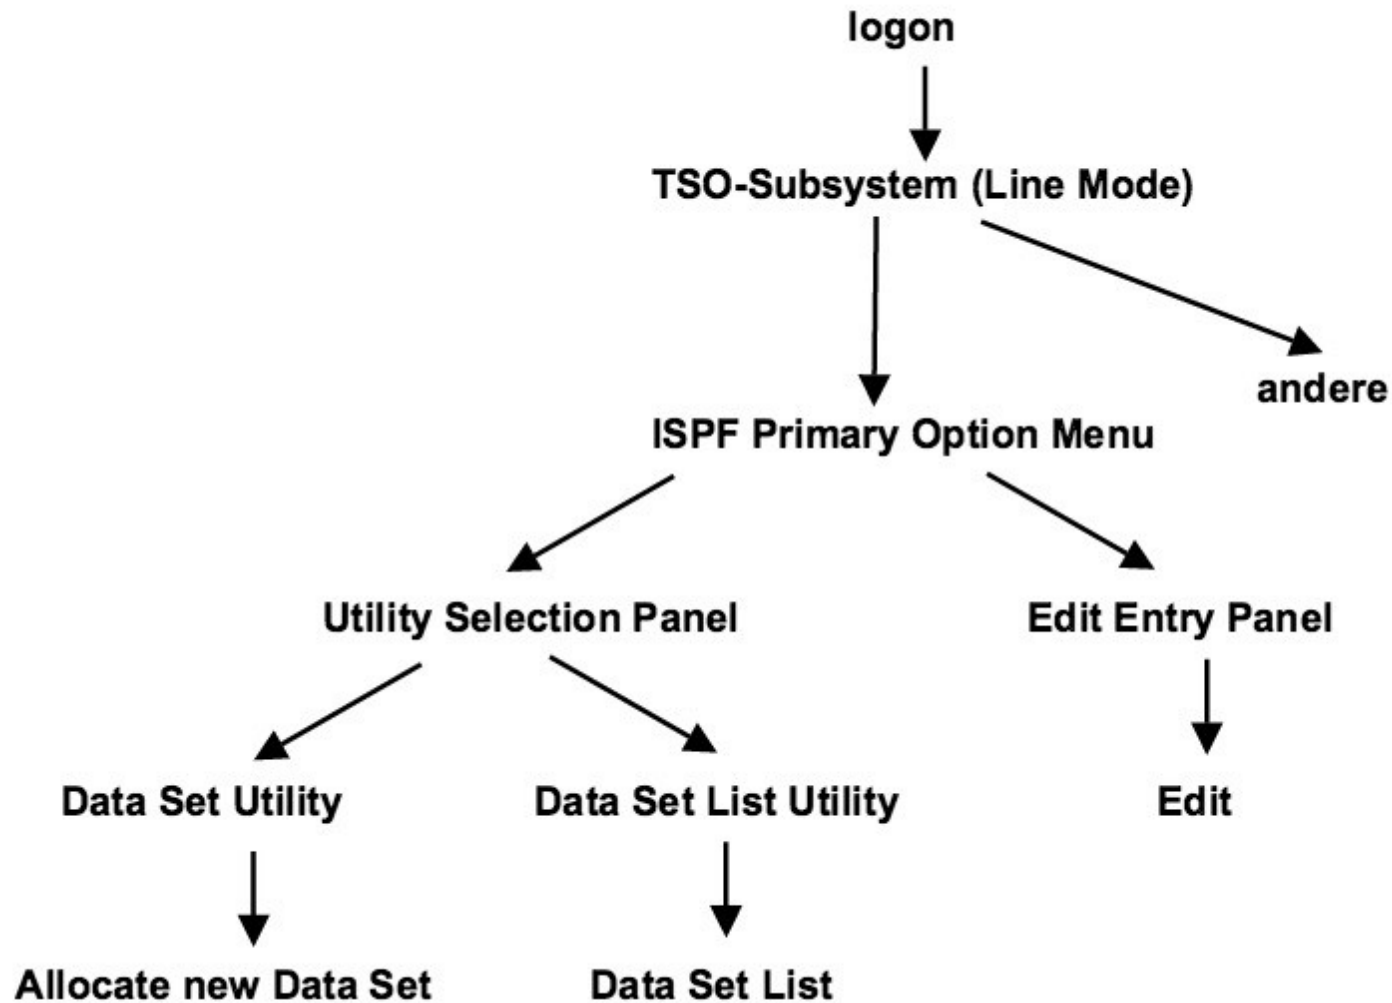 logon
TSO-Subsystem (Line Mode)
andere
ISPF Primary Option Menu
Utility Selection Panel
Edit Entry Panel
Data Set Utility
Data Set List Utility
Edit
Allocate new Data Set
Data Set List